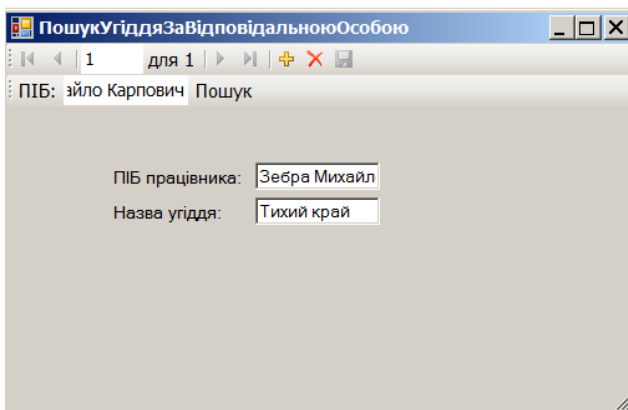 ПошукУгіддяЗаВідповідальноюОсобою
1 для 1
ПІБ: айло Карпович Пошук
ПІБ працівника: Зебра Михайл
Назва угіддя: Тихий край